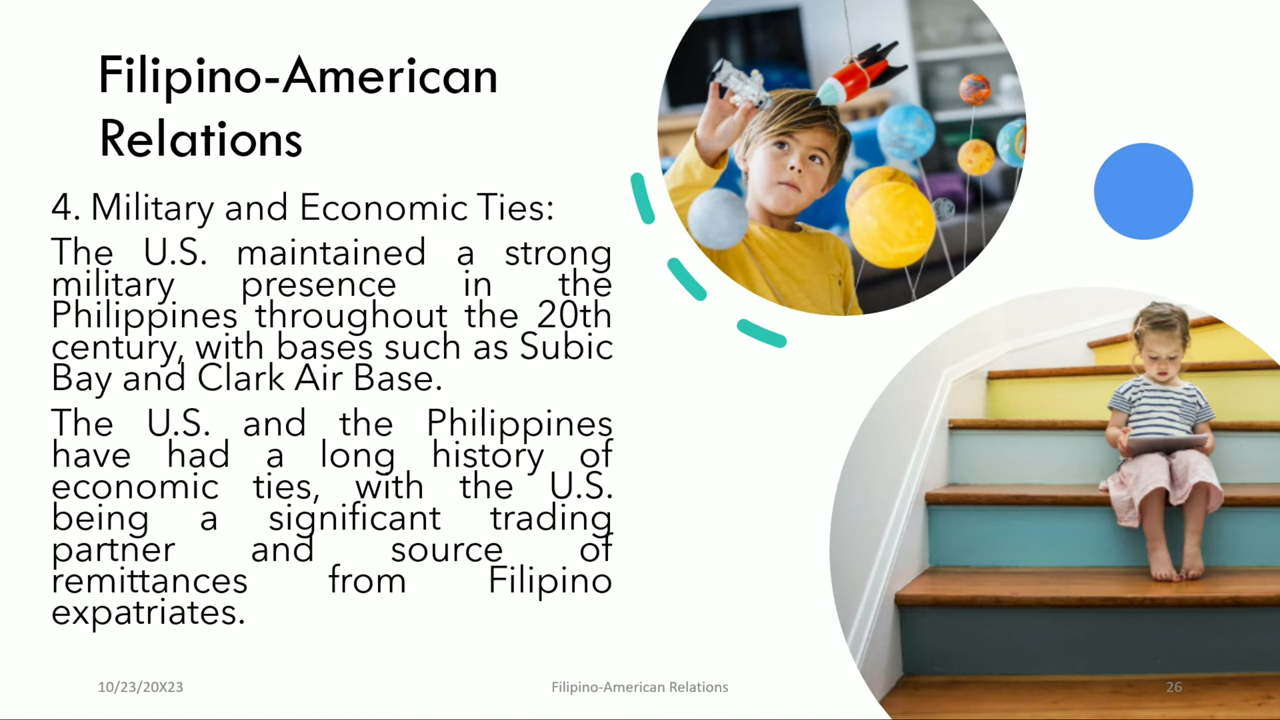 Filipino-American
Relations
4. Military and Economic Ties:
The U.S. maintained a strong
military presence in the
Philippines throughout the 20th
century, with bases such as Subic
Bay and Clark Air Base.
The U.S. and the Philippines
have had a long history of
economic ties, with the U.S.
being a significant trading
partner and source of
remittances from Filipino
expatriates.
10/23/20X23
Filipino-American Relations
26